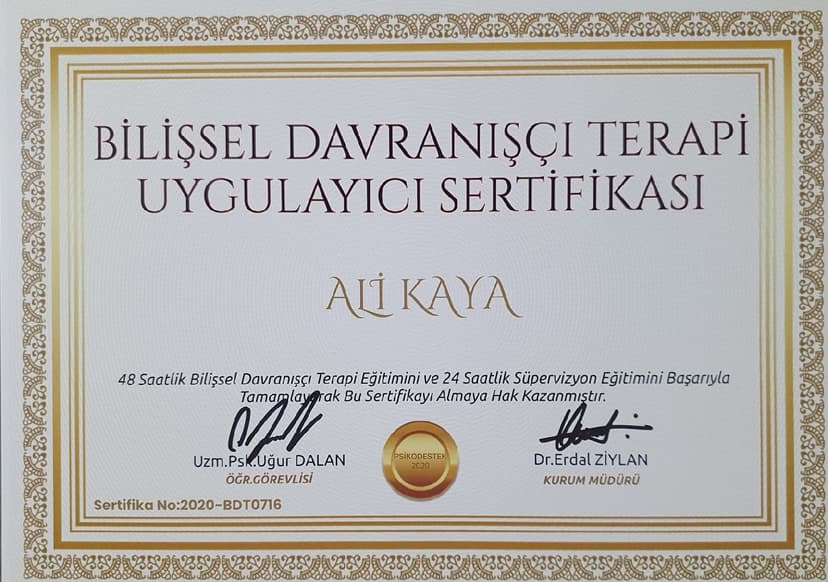 BİLİŞSEL DAVRANIŞÇI TERAPİ
UYGULAYICI SERTİFİKASI
ALİ KAYA
48 Saatlik Bilişsel Davranışçı Terapi Eğitimini ve 24 Saatlik Süpervizyon Eğitimini Başarıyla
Tamamlayarak Bu Sertifikayı Almaya Hak Kazanmıştır.
Uzm.Psk.Uğur DALAN
ÖĞR.GÖREVLİSİ
PSİKODESTEK
2020
Dr.Erdal ZİYLAN
KURUM MÜDÜRÜ
Sertifika No:2020-BDT0716